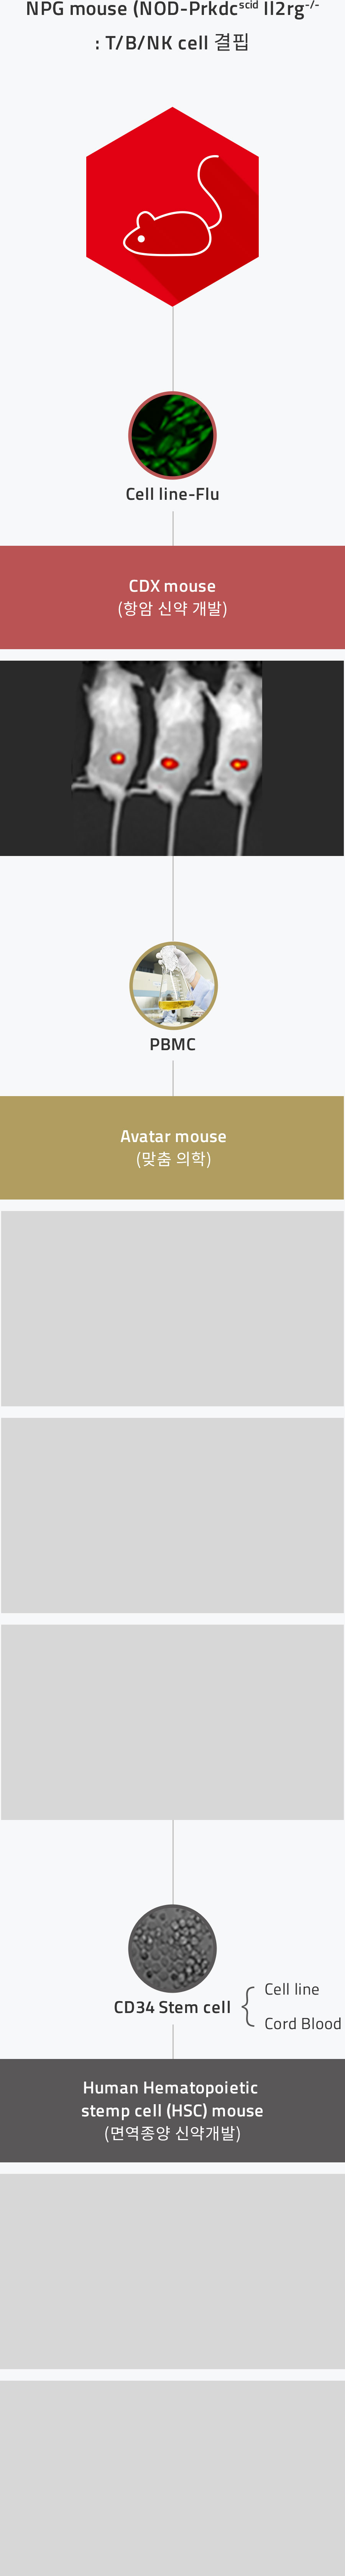 NPG mouse (NOD-Prkdcscid Il2rg-/-
: T/B/NK cell 결핍
Cell line-Flu
CDX mouse
(항암 신약 개발)
PBMC
Avatar mouse
(맞춤 의학)
CD34 Stem cell
Cell line
Cord Blood
Human Hematopoietic
stemp cell (HSC) mouse
(면역종양 신약개발)